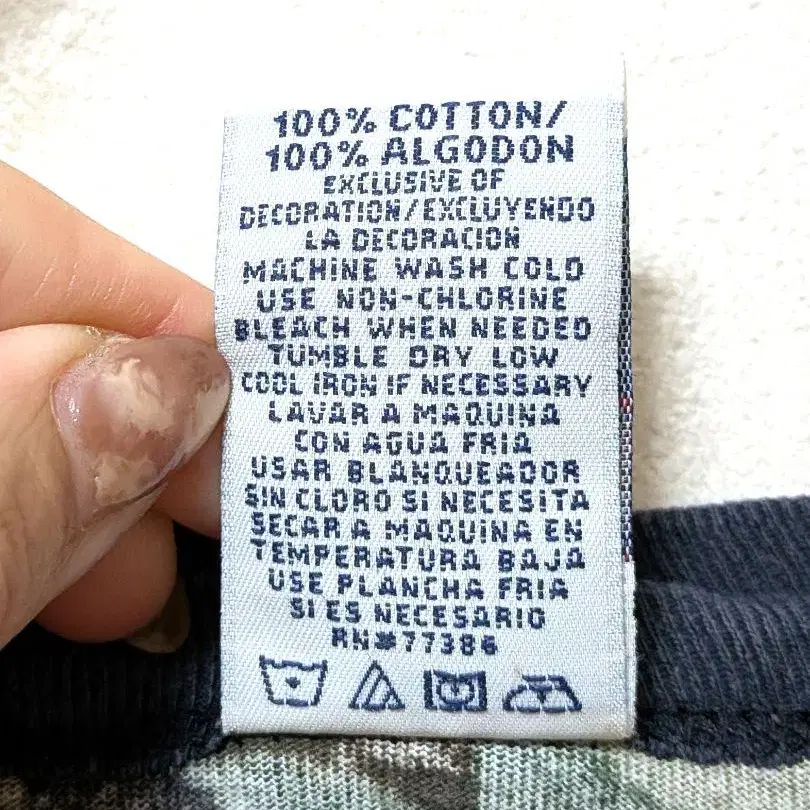 100% COTTON/
100% ALGODON
EXCLUSIVE OF
DECORATION/EXCLUYENDO
LA DECORACION
MACHINE WASH COLD
USE NON-CHLORINE
BLEACH WHEN NEEDED
TUMBLE DRY LOW
COOL IRON IF NECESSARY
LAVAR A MAQUINA
CON AGUA FRIA
USAR BLANQUEADOR
SIN CLORO SI NECESITA
SECAR A MAQUINA EN
TEMPERATURA BAJA
USE PLANCHA FRIA
SI ES NECESARIO
RN#77386